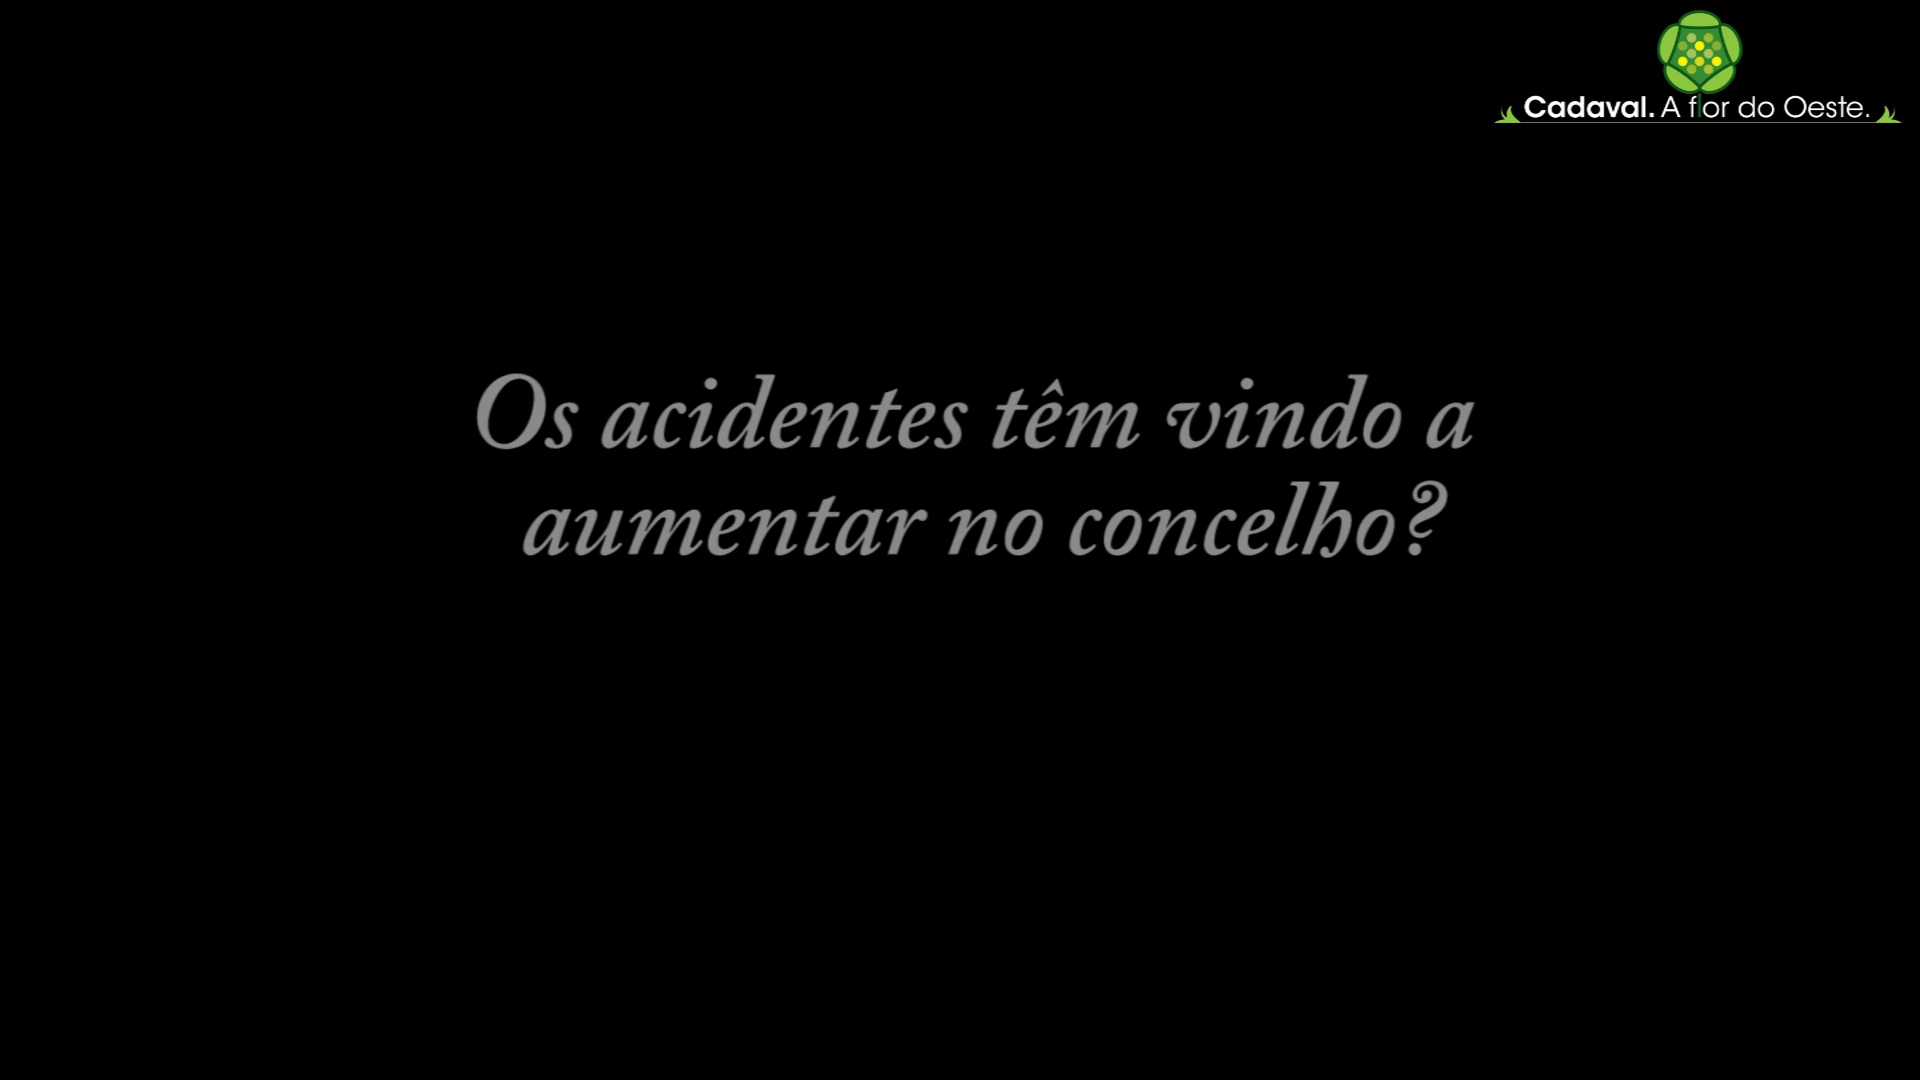 Cadaval. A flor do Oeste.
Os acidentes têm vindo a
aumentar no concelho?